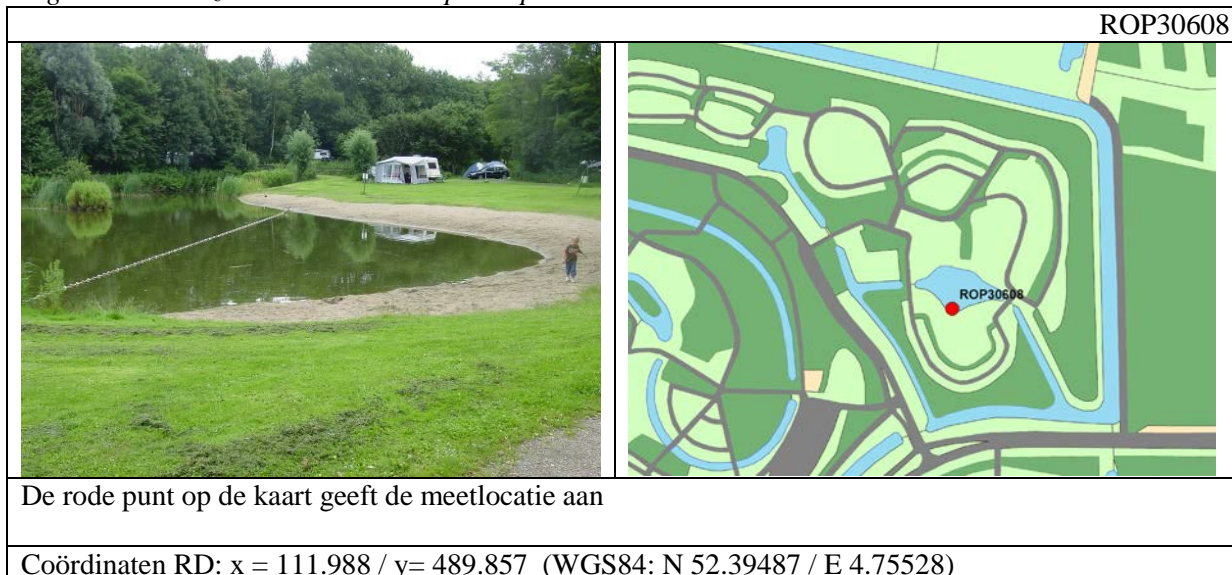 ROP30608
ROP30608
De rode punt op de kaart geeft de meetlocatie aan
Coördinaten RD: x = 111.988 / y= 489.857 (WGS84: N 52.39487 / E 4.75528)